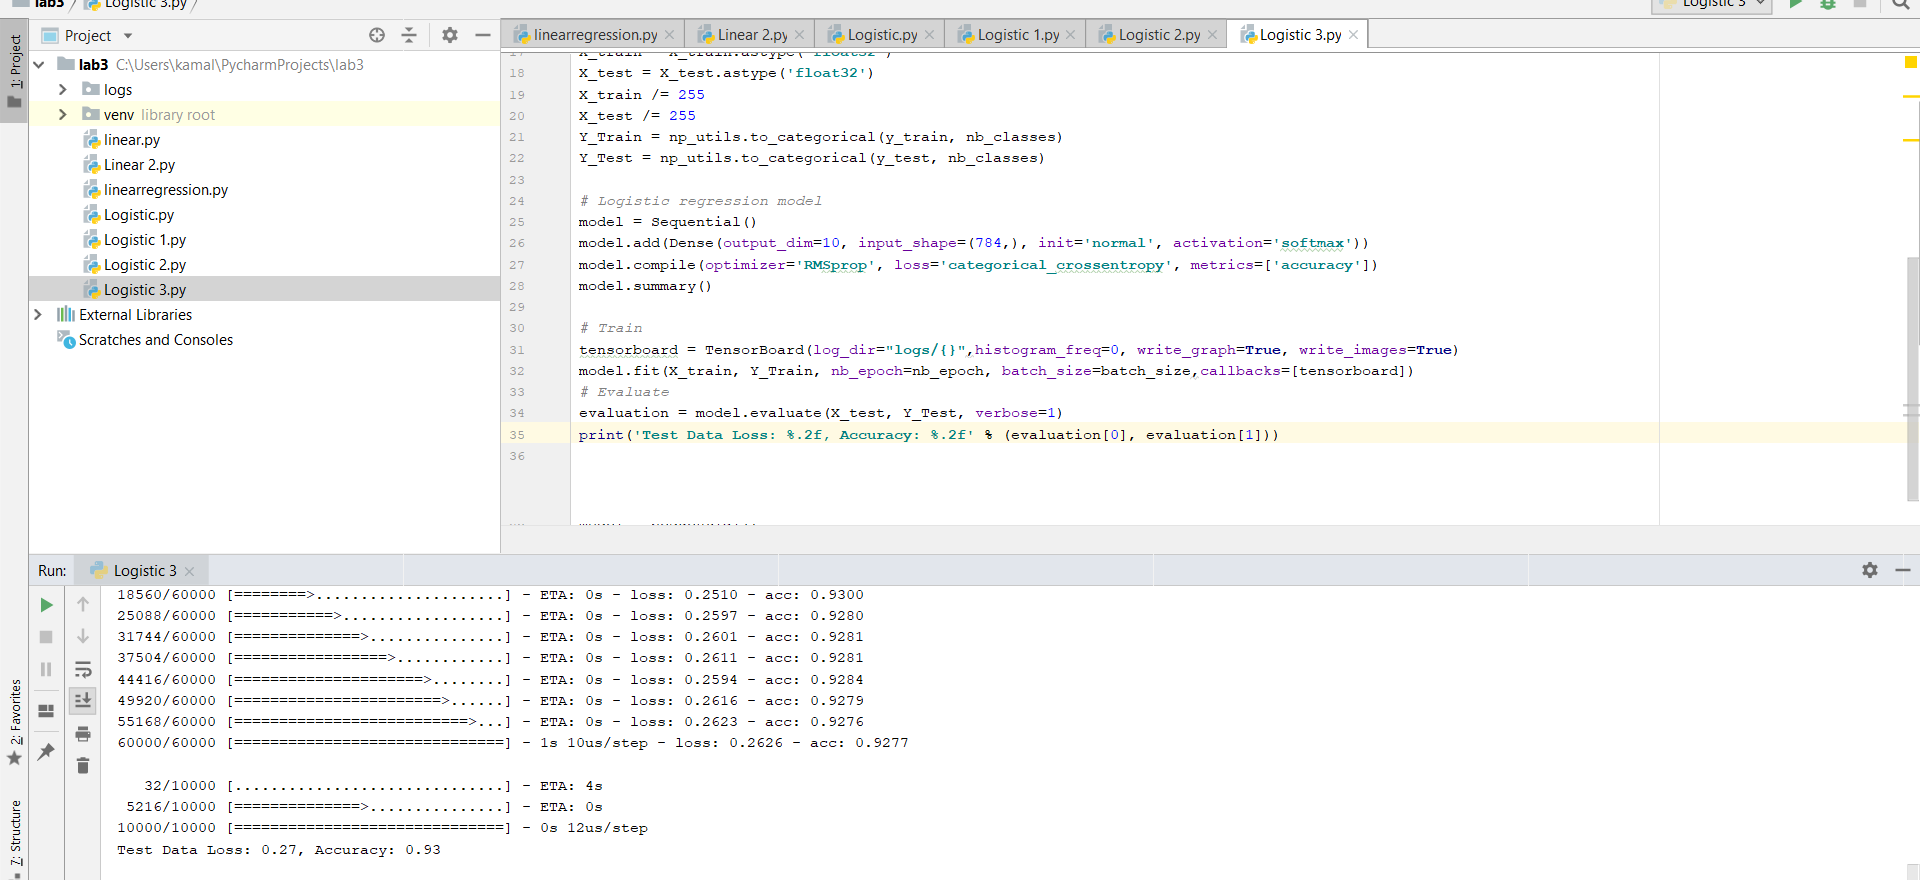 lab3 / Logistic 3.py /
Logistic 3
1: Project
Project
linearregression.py
Linear 2.py
Logistic.py
Logistic 1.py
Logistic 2.py
Logistic 3.py
lab3 C:\Users\kamal\PycharmProjects\lab3
logs
venv library root
linear.py
Linear 2.py
linearregression.py
Logistic.py
Logistic 1.py
Logistic 2.py
Logistic 3.py
External Libraries
Scratches and Consoles
17 X_train = X_train.astype('float32')
18 X_test = X_test.astype('float32')
19 X_train /= 255
20 X_test /= 255
21 Y_Train = np_utils.to_categorical(y_train, nb_classes)
22 Y_Test = np_utils.to_categorical(y_test, nb_classes)
23
24 # Logistic regression model
25 model = Sequential()
26 model.add(Dense(output_dim=10, input_shape=(784,), init='normal', activation='softmax'))
27 model.compile(optimizer='RMSprop', loss='categorical_crossentropy', metrics=['accuracy'])
28 model.summary()
29
30 # Train
31 tensorboard = TensorBoard(log_dir="logs/{}",histogram_freq=0, write_graph=True, write_images=True)
32 model.fit(X_train, Y_Train, nb_epoch=nb_epoch, batch_size=batch_size,callbacks=[tensorboard])
33 # Evaluate
34 evaluation = model.evaluate(X_test, Y_Test, verbose=1)
35 print('Test Data Loss: %.2f, Accuracy: %.2f' % (evaluation[0], evaluation[1]))
36
Run: Logistic 3
18560/60000 [========>.....................] - ETA: 0s - loss: 0.2510 - acc: 0.9300
25088/60000 [===========>..................] - ETA: 0s - loss: 0.2597 - acc: 0.9280
31744/60000 [==============>...............] - ETA: 0s - loss: 0.2601 - acc: 0.9281
37504/60000 [=================>............] - ETA: 0s - loss: 0.2611 - acc: 0.9281
44416/60000 [=====================>........] - ETA: 0s - loss: 0.2594 - acc: 0.9284
49920/60000 [=======================>......] - ETA: 0s - loss: 0.2616 - acc: 0.9279
55168/60000 [==========================>...] - ETA: 0s - loss: 0.2623 - acc: 0.9276
60000/60000 [==============================] - 1s 10us/step - loss: 0.2626 - acc: 0.9277
32/10000 [..............................] - ETA: 4s
5216/10000 [==============>...............] - ETA: 0s
10000/10000 [==============================] - 0s 12us/step
Test Data Loss: 0.27, Accuracy: 0.93
2: Favorites
7: Structure